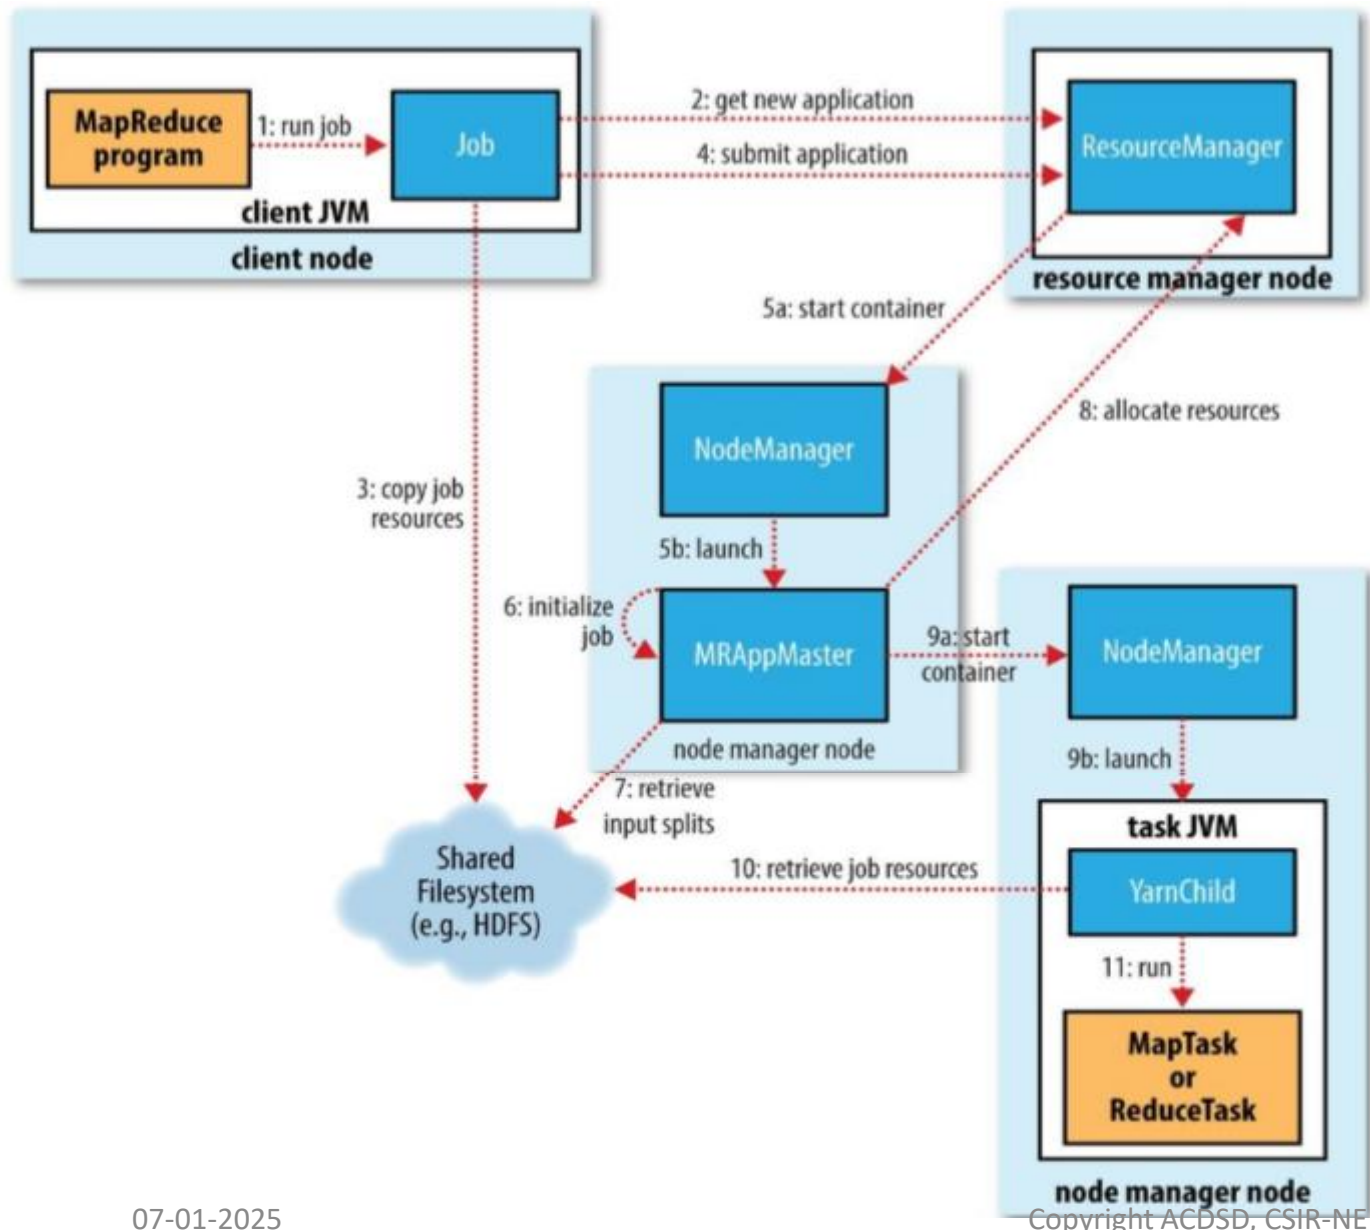 MapReduce
program
1: run job
Job
client JVM
client node
2: get new application
4: submit application
ResourceManager
resource manager node
5a: start container
8: allocate resources
NodeManager
3: copy job
resources
5b: launch
6: initialize
job
MRAppMaster
9a: start
container
NodeManager
node manager node
9b: launch
7: retrieve
input splits
task JVM
Shared
Filesystem
(e.g., HDFS)
10: retrieve job resources
YarnChild
11: run
MapTask
or
ReduceTask
node manager node
07-01-2025
Copyright ACDSD, CSIR-NE